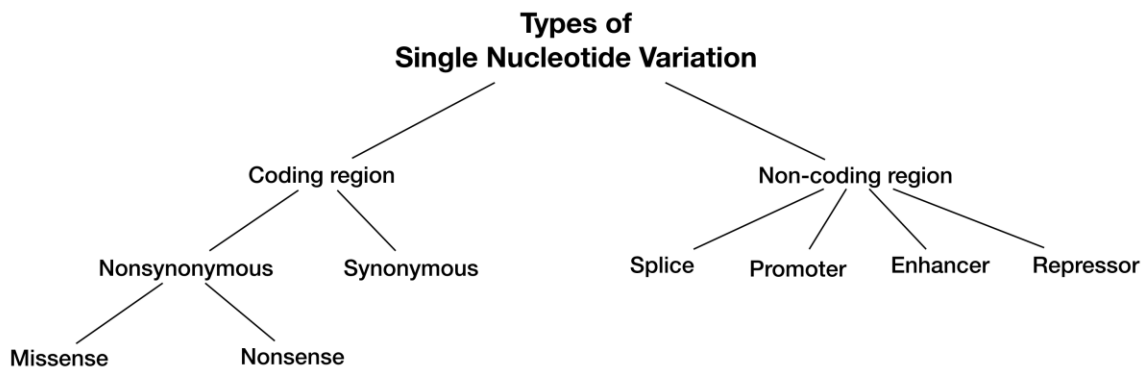 Types of
Single Nucleotide Variation
Coding region
Non-coding region
Nonsynonymous
Synonymous
Splice
Promoter
Enhancer
Repressor
Missense
Nonsense